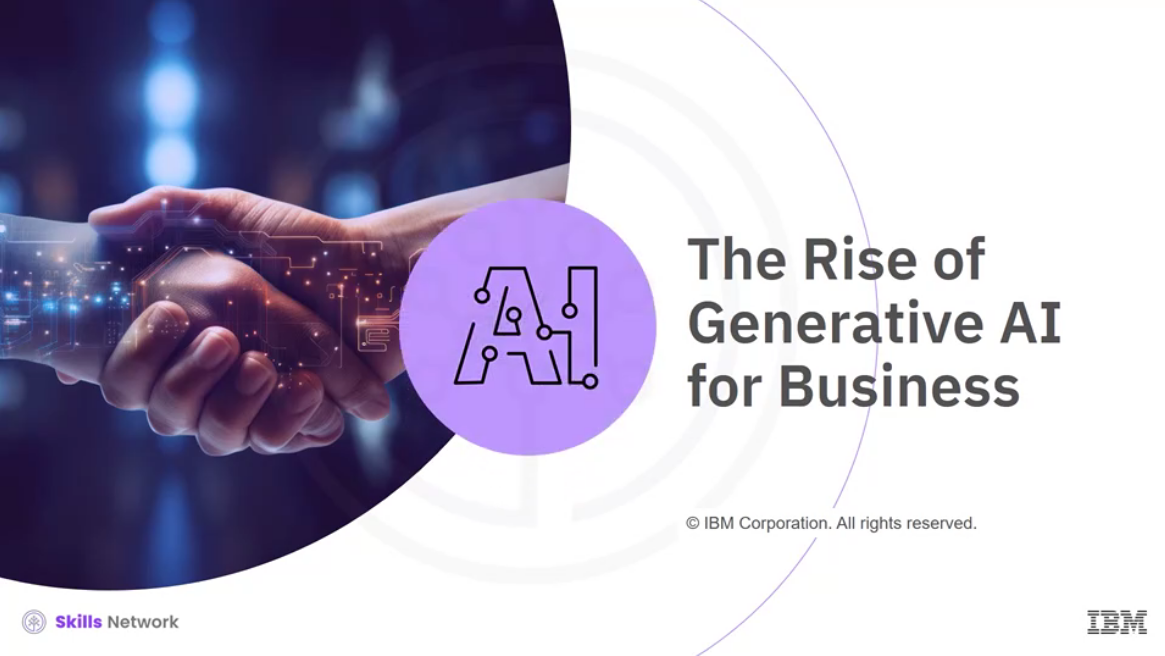 AI
The Rise of
Generative AI
for Business
© IBM Corporation. All rights reserved.
Skills Network
IBM